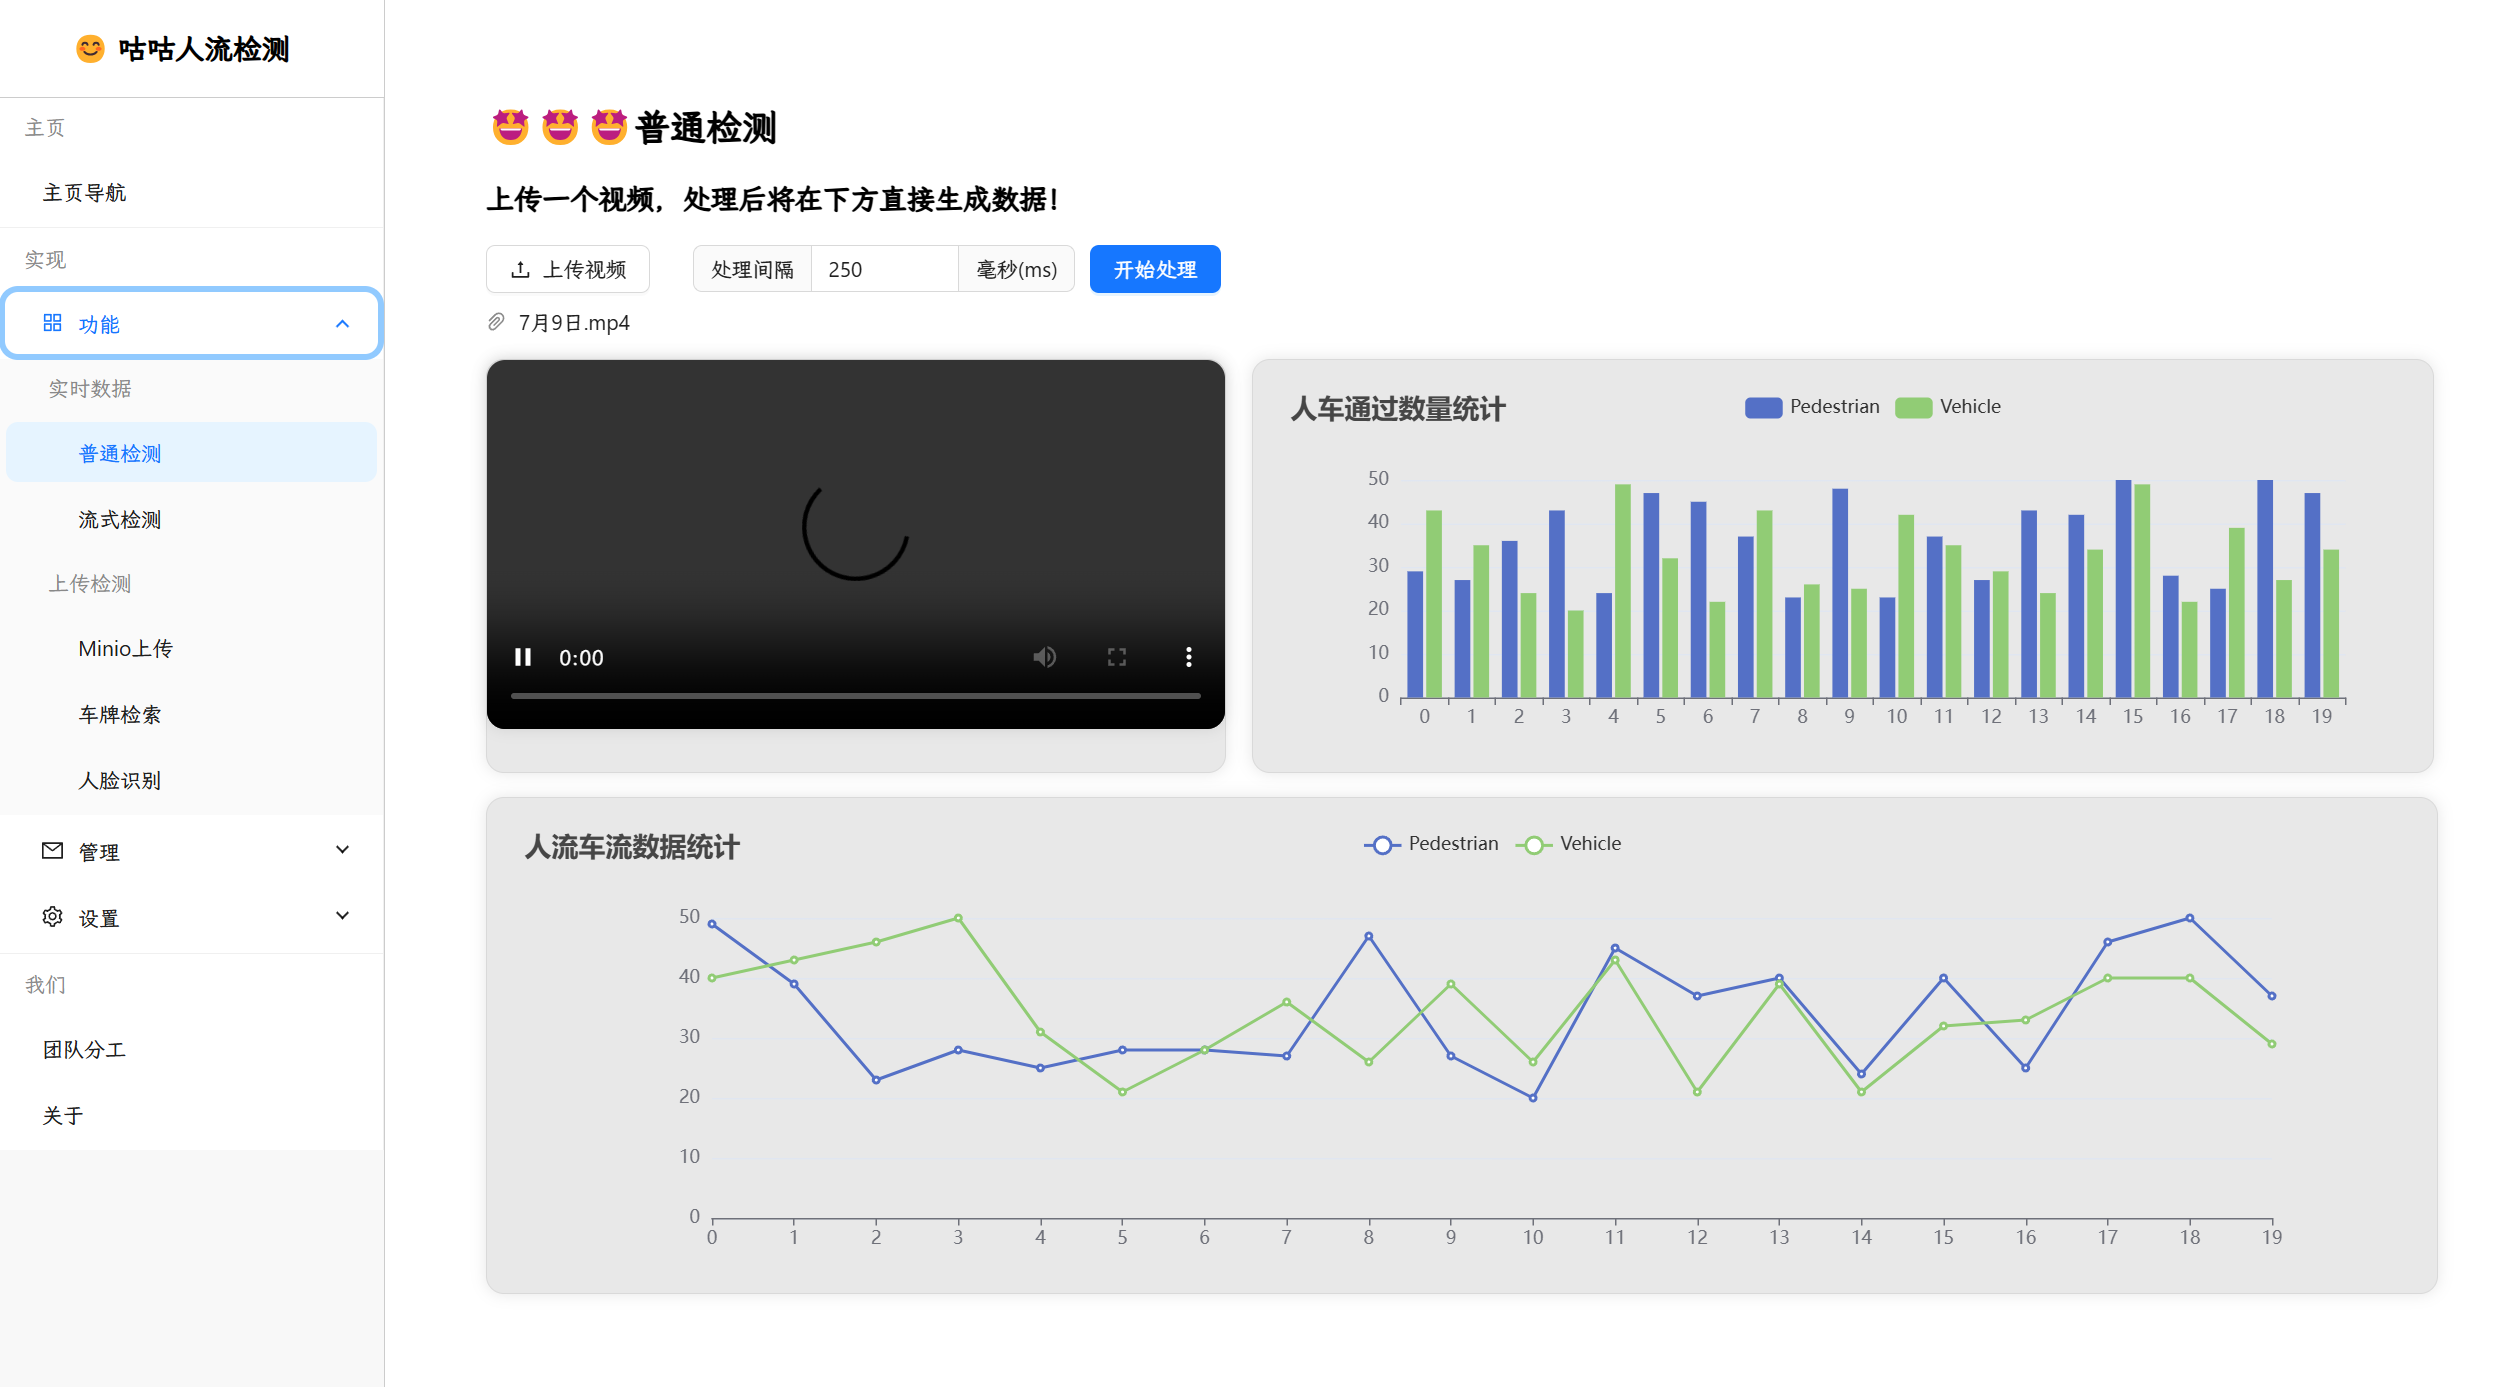 咕咕人流检测
主页
主页导航
实现
功能
实时数据
普通检测
流式检测
上传检测
Minio上传
车牌检索
人脸识别
管理
设置
我们
团队分工
关于
普通检测
上传一个视频，处理后将在下方直接生成数据！
上传视频
处理间隔 250 毫秒(ms)
开始处理
7月9日.mp4
0:00
人车通过数量统计
Pedestrian Vehicle
50
40
30
20
10
0
0 1 2 3 4 5 6 7 8 9 10 11 12 13 14 15 16 17 18 19
人流车流数据统计
Pedestrian Vehicle
50
40
30
20
10
0
0 1 2 3 4 5 6 7 8 9 10 11 12 13 14 15 16 17 18 19